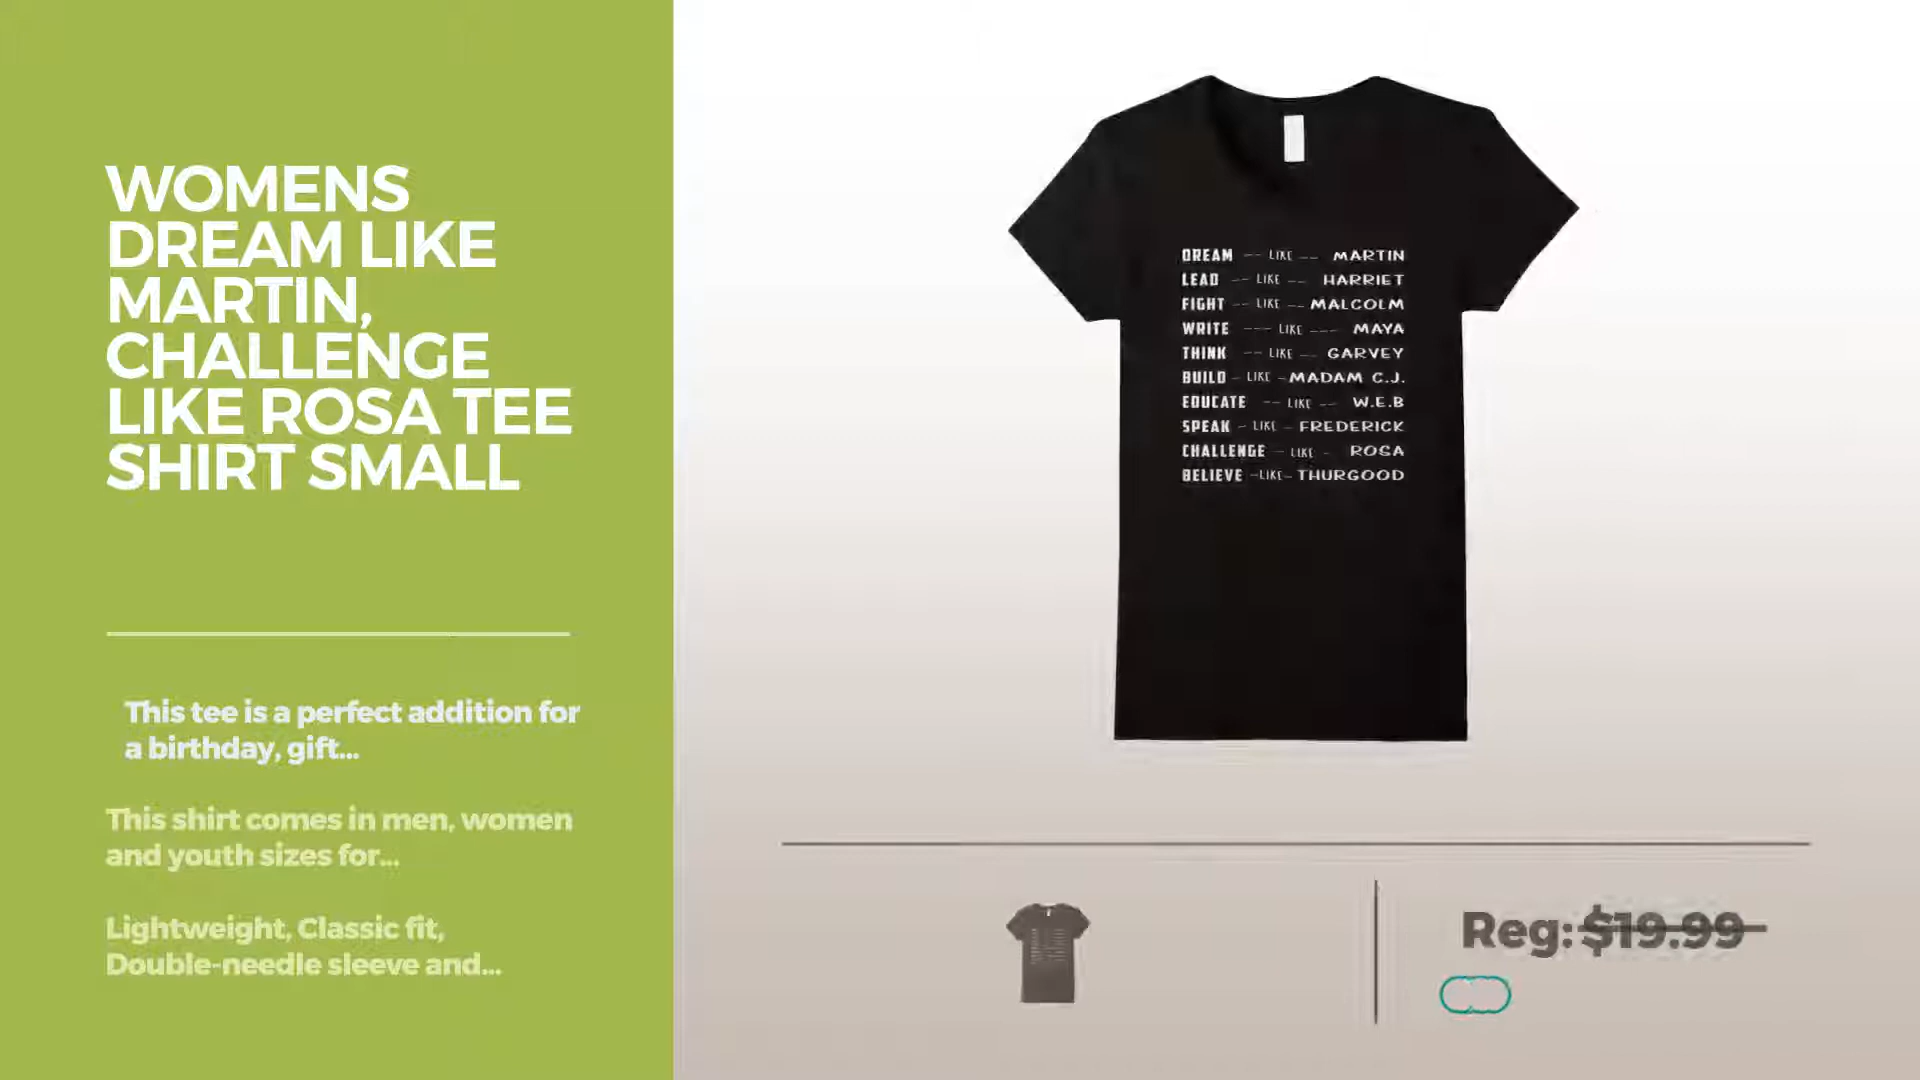 WOMENS
DREAM LIKE
MARTIN,
CHALLENGE
LIKE ROSA TEE
SHIRT SMALL
This tee is a perfect addition for
a birthday, gift...
This shirt comes in men, women
and youth sizes for...
Lightweight, Classic fit,
Double-needle sleeve and...
DREAM -- LIKE -- MARTIN
LEAD -- LIKE -- HARRIET
FIGHT -- LIKE -- MALCOLM
WRITE --- LIKE --- MAYA
THINK -- LIKE -- GARVEY
BUILD - LIKE - MADAM C.J.
EDUCATE -- LIKE -- W.E.B
SPEAK - LIKE - FREDERICK
CHALLENGE - LIKE - ROSA
BELIEVE -LIKE- THURGOOD
Reg: $19.99